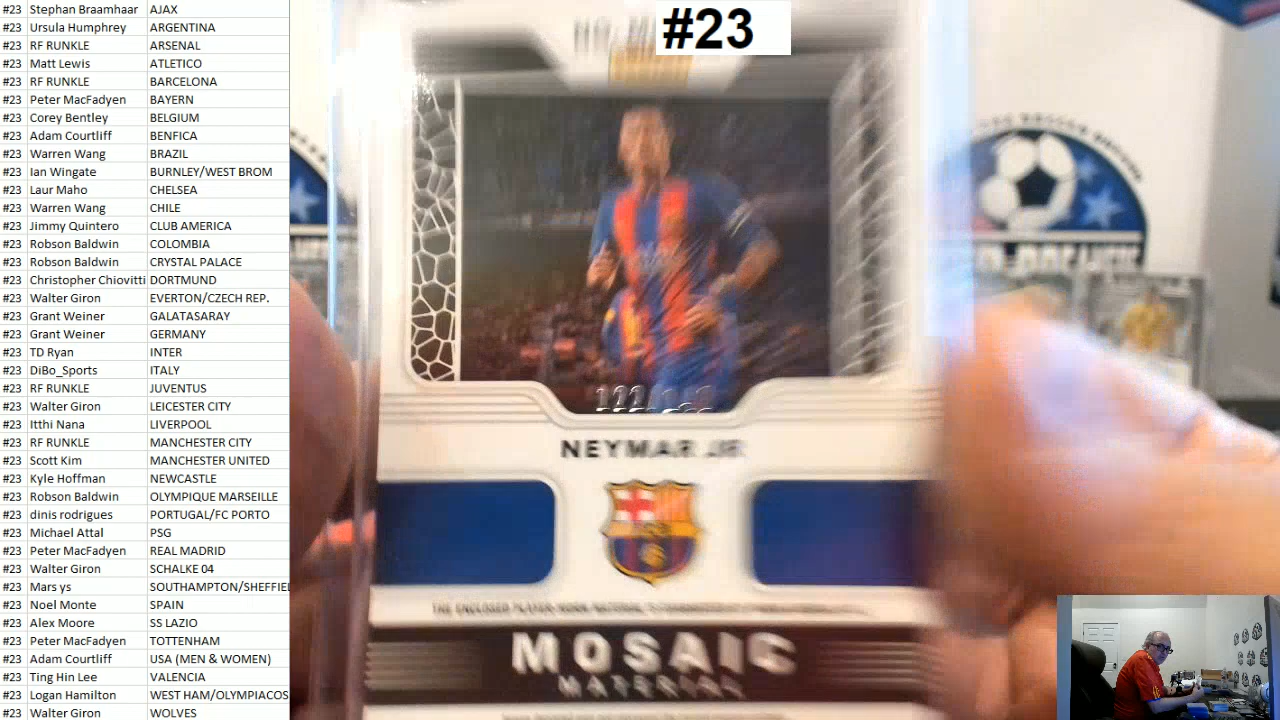 #23
#23 Stephan Braamhaar AJAX
#23 Ursula Humphrey ARGENTINA
#23 RF RUNKLE ARSENAL
#23 Matt Lewis ATLETICO
#23 RF RUNKLE BARCELONA
#23 Peter MacFadyen BAYERN
#23 Corey Bentley BELGIUM
#23 Adam Courtliff BENFICA
#23 Warren Wang BRAZIL
#23 Ian Wingate BURNLEY/WEST BROM
#23 Laur Maho CHELSEA
#23 Warren Wang CHILE
#23 Jimmy Quintero CLUB AMERICA
#23 Robson Baldwin COLOMBIA
#23 Robson Baldwin CRYSTAL PALACE
#23 Christopher Chiovitti DORTMUND
#23 Walter Giron EVERTON/CZECH REP.
#23 Grant Weiner GALATASARAY
#23 Grant Weiner GERMANY
#23 TD Ryan INTER
#23 DiBo_Sports ITALY
#23 RF RUNKLE JUVENTUS
#23 Walter Giron LEICESTER CITY
#23 Itthi Nana LIVERPOOL
#23 RF RUNKLE MANCHESTER CITY
#23 Scott Kim MANCHESTER UNITED
#23 Kyle Hoffman NEWCASTLE
#23 Robson Baldwin OLYMPIQUE MARSEILLE
#23 dinis rodrigues PORTUGAL/FC PORTO
#23 Michael Attal PSG
#23 Peter MacFadyen REAL MADRID
#23 Walter Giron SCHALKE 04
#23 Mars ys SOUTHAMPTON/SHEFFIEL
#23 Noel Monte SPAIN
#23 Alex Moore SS LAZIO
#23 Peter MacFadyen TOTTENHAM
#23 Adam Courtliff USA (MEN & WOMEN)
#23 Ting Hin Lee VALENCIA
#23 Logan Hamilton WEST HAM/OLYMPIACOS
#23 Walter Giron WOLVES
NEYMAR JR
MOSAIC
MATERIAL